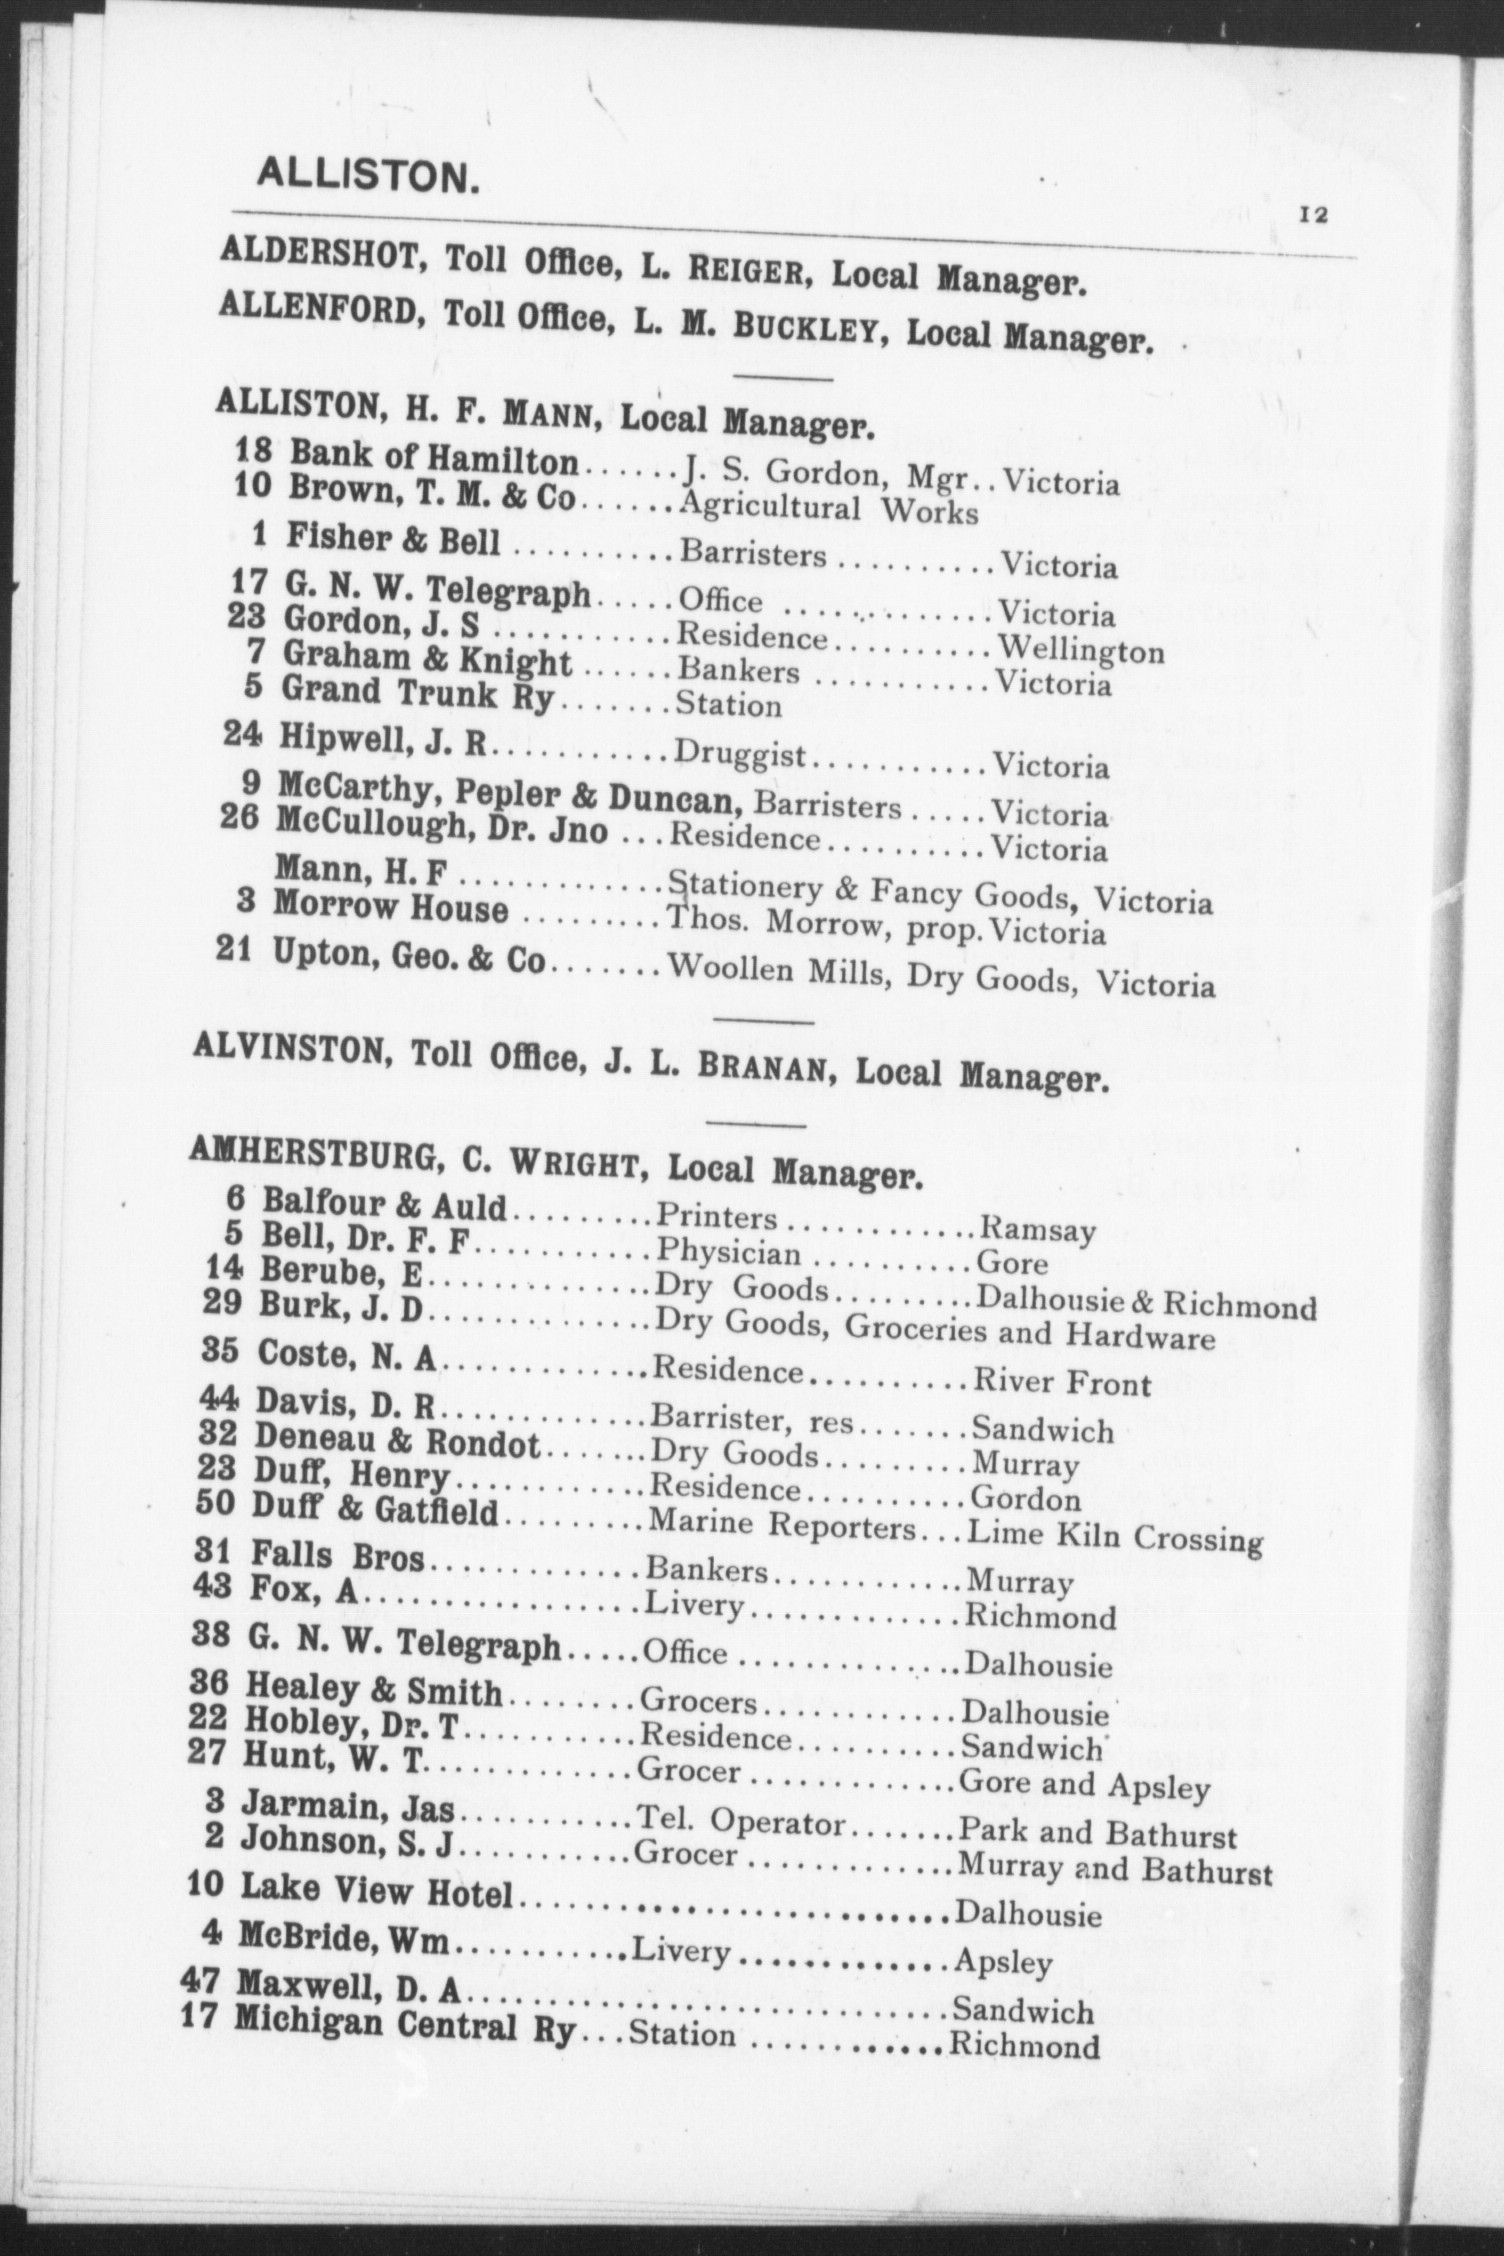 ALLISTON.
12
ALDERSHOT, Toll Office, L. REIGER, Local Manager.
ALLENFORD, Toll Office, L. M. BUCKLEY, Local Manager.
ALLISTON, H. F. MANN, Local Manager.
18 Bank of Hamilton......J. S. Gordon, Mgr..Victoria
10 Brown, T. M. & Co......Agricultural Works
1 Fisher & Bell ..........Barristers ..........Victoria
17 G. N. W. Telegraph.....Office .............Victoria
23 Gordon, J. S ...........Residence..........Wellington
7 Graham & Knight ......Bankers ...........Victoria
5 Grand Trunk Ry.......Station
24 Hipwell, J. R...........Druggist...........Victoria
9 McCarthy, Pepler & Duncan, Barristers .....Victoria
26 McCullough, Dr. Jno ...Residence..........Victoria
Mann, H. F .............Stationery & Fancy Goods, Victoria
3 Morrow House .........Thos. Morrow, prop.Victoria
21 Upton, Geo. & Co.......Woollen Mills, Dry Goods, Victoria
ALVINSTON, Toll Office, J. L. BRANAN, Local Manager.
AMHERSTBURG, C. WRIGHT, Local Manager.
6 Balfour & Auld.........Printers ............Ramsay
5 Bell, Dr. F. F...........Physician ..........Gore
14 Berube, E..............Dry Goods.........Dalhousie & Richmond
29 Burk, J. D..............Dry Goods, Groceries and Hardware
35 Coste, N. A.............Residence..........River Front
44 Davis, D. R.............Barrister, res.......Sandwich
32 Deneau & Rondot.......Dry Goods.........Murray
23 Duff, Henry............Residence..........Gordon
50 Duff & Gatfield.........Marine Reporters...Lime Kiln Crossing
31 Falls Bros.............Bankers............Murray
43 Fox, A.................Livery.............Richmond
38 G. N. W. Telegraph.....Office ..............Dalhousie
36 Healey & Smith........Grocers............Dalhousie
22 Hobley, Dr. T...........Residence..........Sandwich
27 Hunt, W. T.............Grocer .............Gore and Apsley
3 Jarmain, Jas...........Tel. Operator.......Park and Bathurst
2 Johnson, S. J...........Grocer .............Murray and Bathurst
10 Lake View Hotel..........................Dalhousie
4 McBride, Wm...........Livery.............Apsley
47 Maxwell, D. A.............................Sandwich
17 Michigan Central Ry...Station ............Richmond